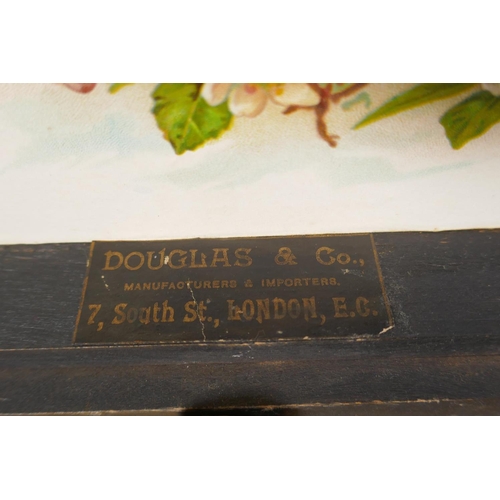 DOUGLAS & Co.,
MANUFACTURERS & IMPORTERS,
7, South St., LONDON, E.C.